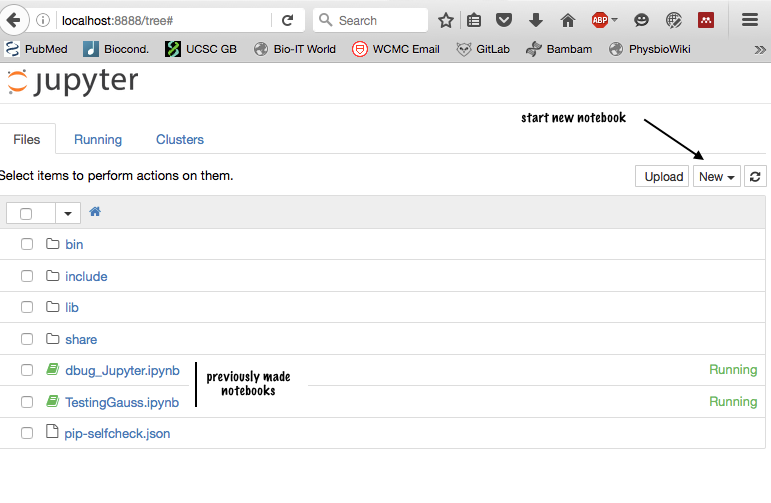 localhost:8888/tree#
Search
ABP
PubMed Biocond. UCSC GB Bio-IT World WCMC Email GitLab Bambam PhysbioWiki
jupyter
start new notebook
Files Running Clusters
Select items to perform actions on them.
Upload New
bin
include
lib
share
dbug_Jupyter.ipynb Running
previously made
notebooks
TestingGauss.ipynb Running
pip-selfcheck.json